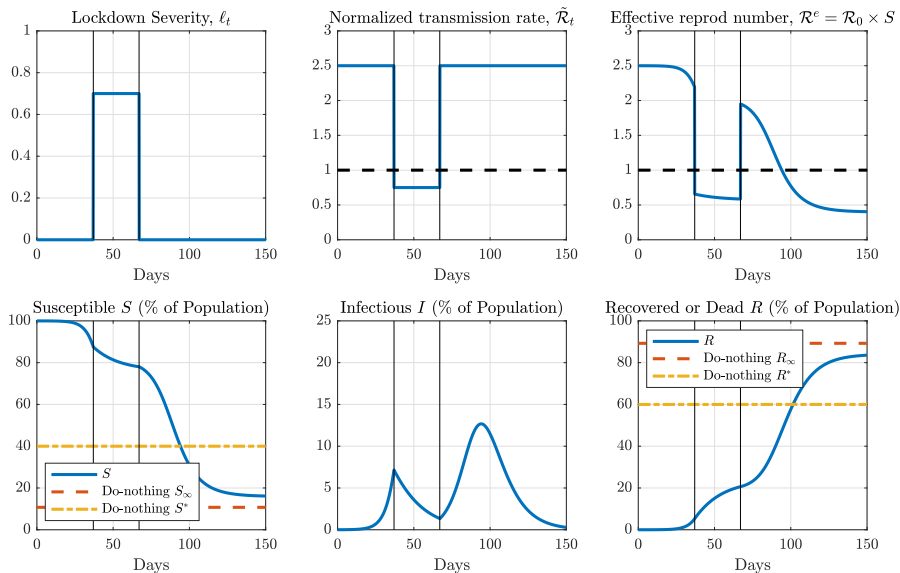 Lockdown Severity, ℓ_t
1
0.8
0.6
0.4
0.2
0
0 50 100 150
Days
Normalized transmission rate, R̃_t
3
2.5
2
1.5
1
0.5
0
0 50 100 150
Days
Effective reprod number, R^e = R_0 × S
3
2.5
2
1.5
1
0.5
0
0 50 100 150
Days
Susceptible S (% of Population)
100
80
60
40
20
0
S
Do-nothing S_∞
Do-nothing S*
0 50 100 150
Days
Infectious I (% of Population)
25
20
15
10
5
0
0 50 100 150
Days
Recovered or Dead R (% of Population)
100
80
60
40
20
0
R
Do-nothing R_∞
Do-nothing R*
0 50 100 150
Days